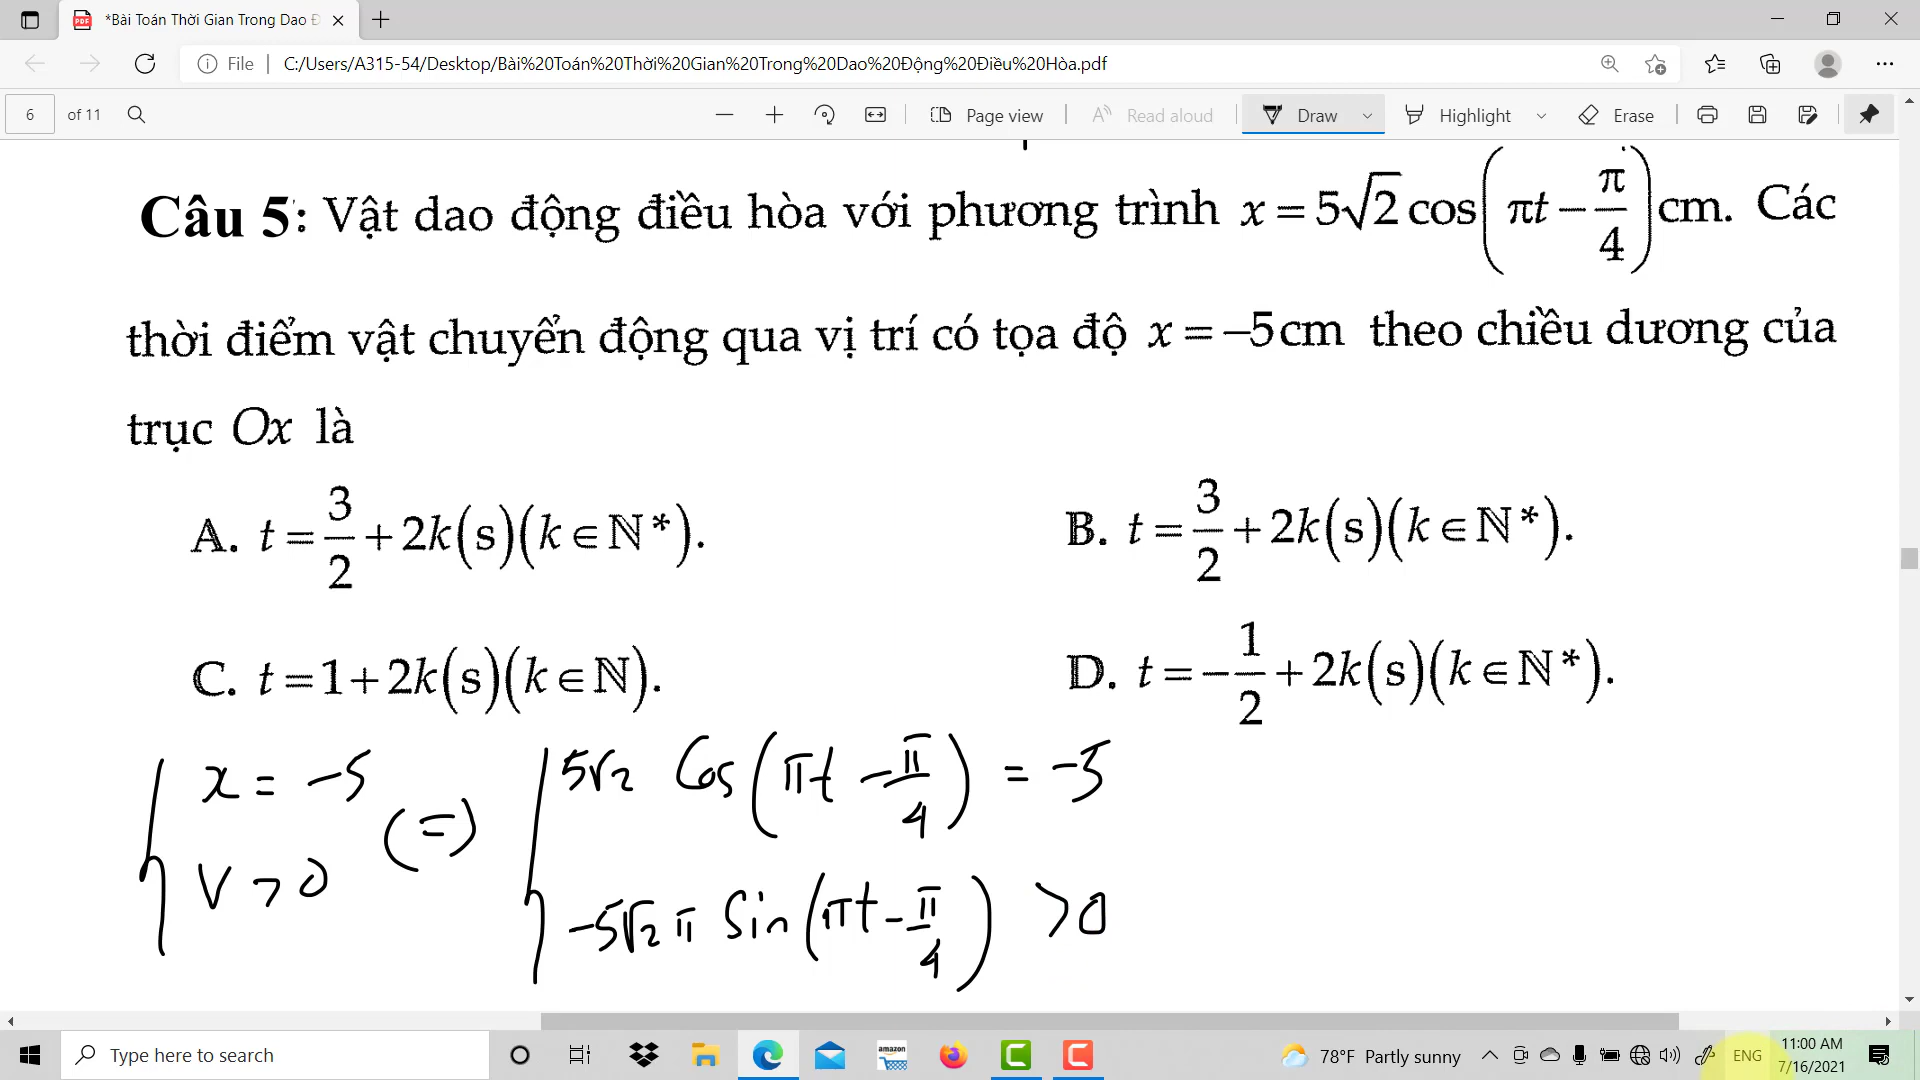 *Bài Toán Thời Gian Trong Dao Đ
File
C:/Users/A315-54/Desktop/Bài%20Toán%20Thời%20Gian%20Trong%20Dao%20Động%20Điều%20Hòa.pdf
6 of 11 Page view Read aloud Draw Highlight Erase
Câu 5: Vật dao động điều hòa với phương trình x = 5√2 cos(πt − π/4) cm. Các
thời điểm vật chuyển động qua vị trí có tọa độ x = −5cm theo chiều dương của
trục Ox là
A. t = 3/2 + 2k(s)(k ∈ ℕ*). B. t = 3/2 + 2k(s)(k ∈ ℕ*).
C. t = 1 + 2k(s)(k ∈ ℕ). D. t = −1/2 + 2k(s)(k ∈ ℕ*).
{ x = −5 (=) { 5√2 Cos(πt − π/4) = −5
v > 0 −5√2 π Sin(πt − π/4) > 0
Type here to search
amazon
78°F Partly sunny
ENG
11:00 AM
7/16/2021